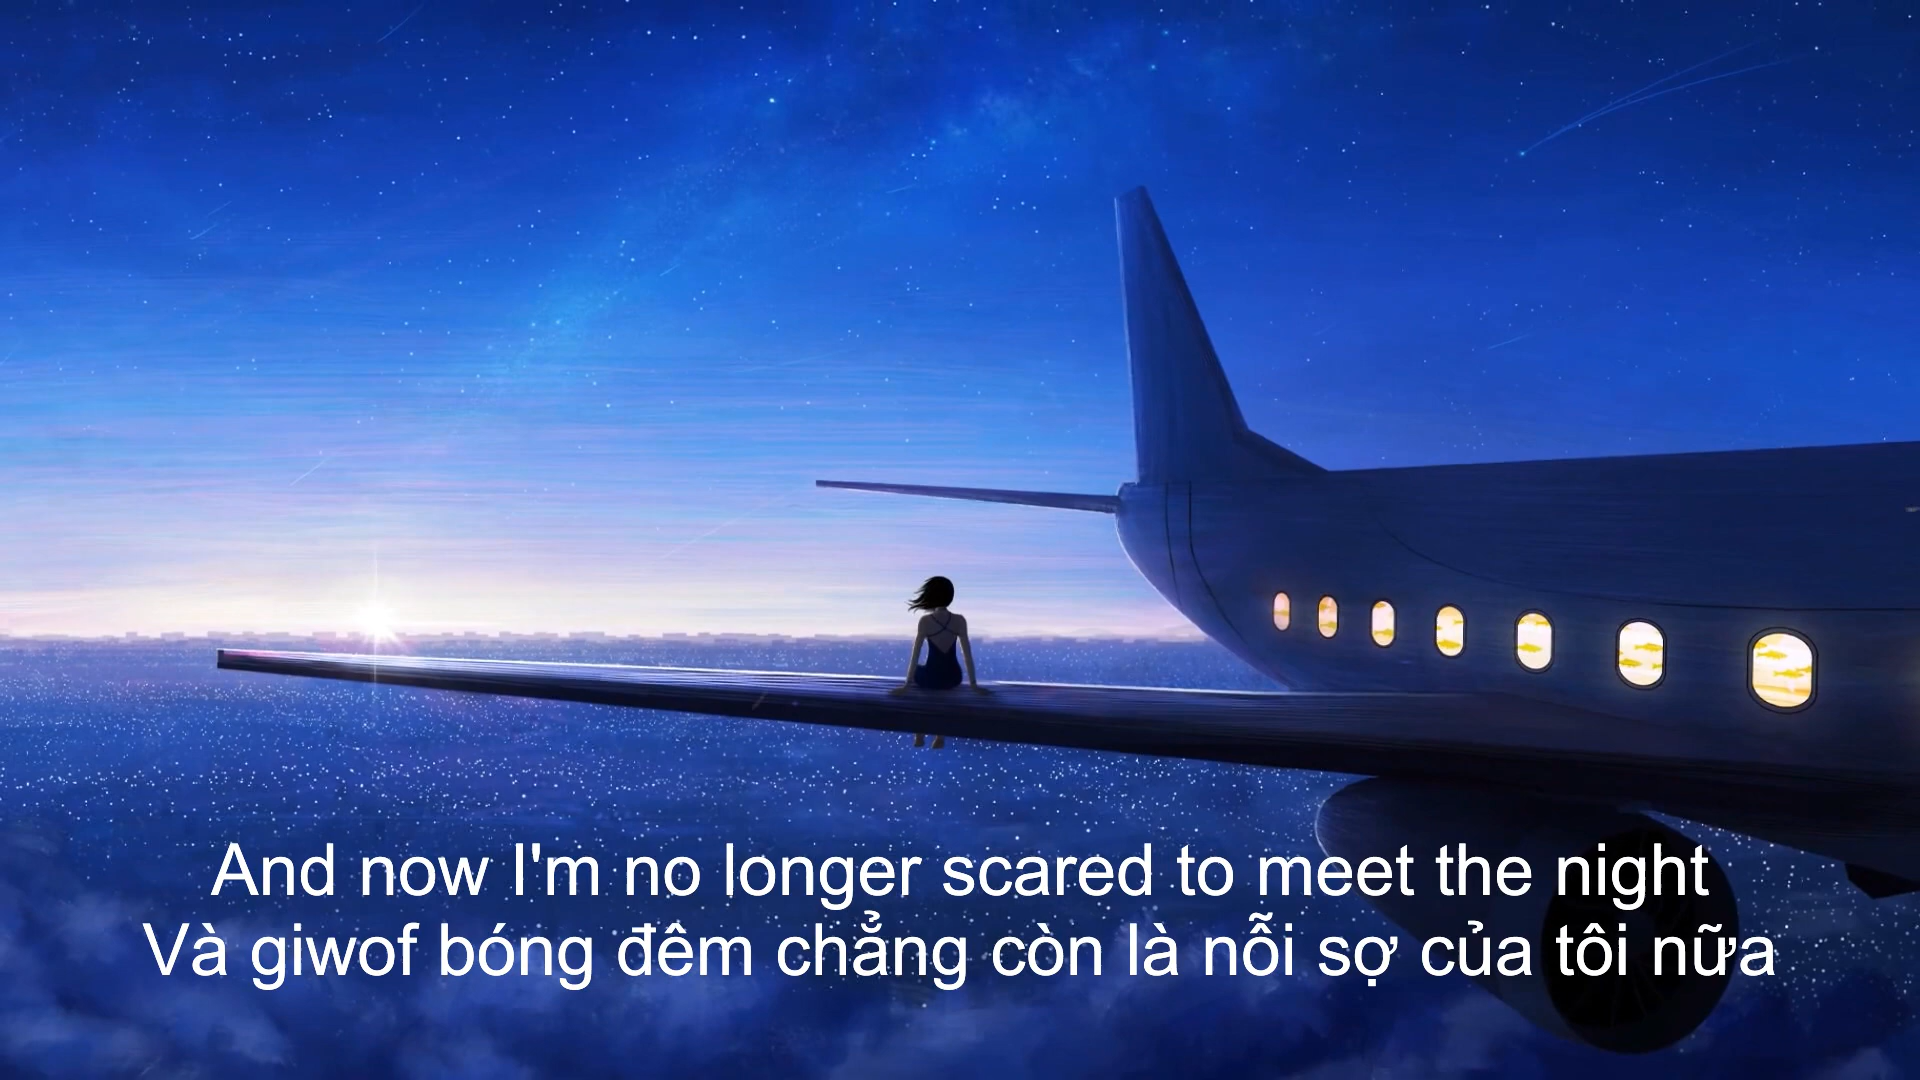 And now I'm no longer scared to meet the night
Và giwof bóng đêm chẳng còn là nỗi sợ của tôi nữa